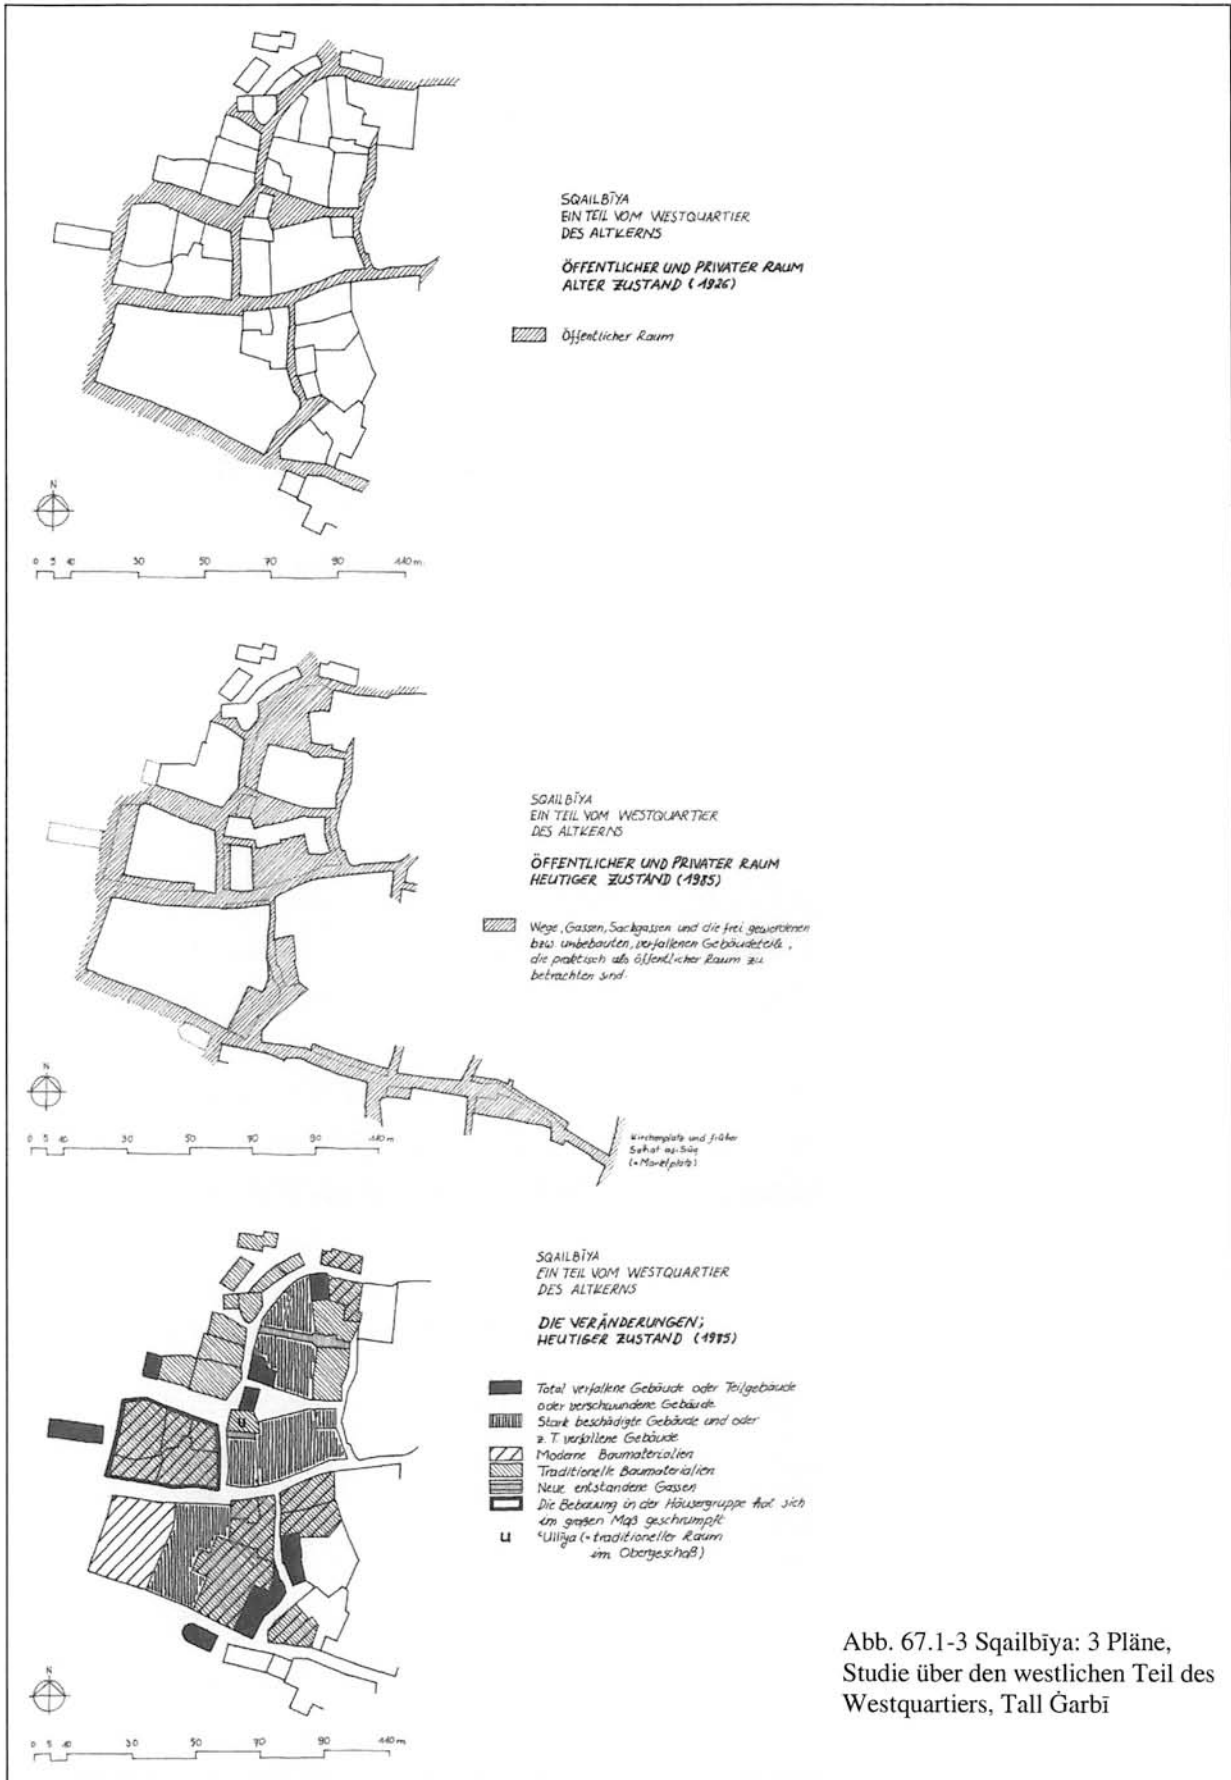 SQAILBĪYA
EIN TEIL VOM WESTQUARTIER
DES ALTKERNS
ÖFFENTLICHER UND PRIVATER RAUM
ALTER ZUSTAND (1926)
Öffentlicher Raum
N
0 5 10 30 50 70 90 110 m
SQAILBĪYA
EIN TEIL VOM WESTQUARTIER
DES ALTKERNS
ÖFFENTLICHER UND PRIVATER RAUM
HEUTIGER ZUSTAND (1985)
Wege, Gassen, Sackgassen und die frei gewordenen
bzw. unbebauten, verfallenen Gebäudeteile,
die praktisch als öffentlicher Raum zu
betrachten sind.
N
0 5 10 30 50 70 90 110 m
Kirchenplatz und früher
Sahat as-Sūq
(=Marktplatz)
SQAILBĪYA
EIN TEIL VOM WESTQUARTIER
DES ALTKERNS
DIE VERÄNDERUNGEN;
HEUTIGER ZUSTAND (1985)
Total verfallene Gebäude oder Teilgebäude
oder verschwundene Gebäude
Stark beschädigte Gebäude und oder
z. T. verfallene Gebäude
Moderne Baumaterialien
Traditionelle Baumaterialien
Neue entstandene Gassen
Die Bebauung in der Häusergruppe hat sich
im großen Maß geschrumpft
u ʿUllīya (=traditioneller Raum
im Obergeschoß)
u
N
0 5 10 30 50 70 90 110 m
Abb. 67.1-3 Sqailbīya: 3 Pläne,
Studie über den westlichen Teil des
Westquartiers, Tall Ġarbī